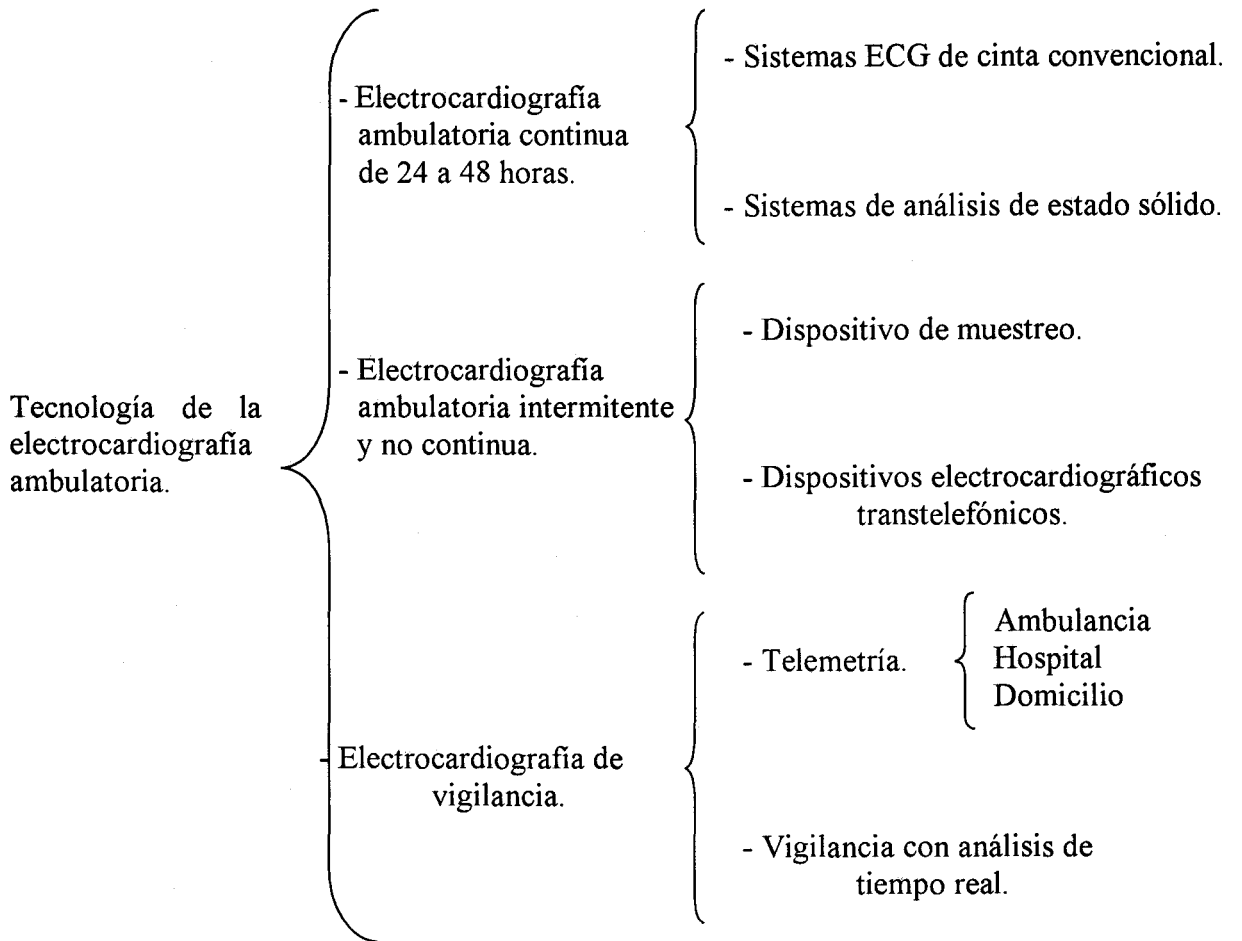 Tecnología de la
electrocardiografía
ambulatoria.
- Electrocardiografía
ambulatoria continua
de 24 a 48 horas.
- Sistemas ECG de cinta convencional.
- Sistemas de análisis de estado sólido.
- Electrocardiografía
ambulatoria intermitente
y no continua.
- Dispositivo de muestreo.
- Dispositivos electrocardiográficos
transtelefónicos.
- Electrocardiografía de
vigilancia.
- Telemetría.
Ambulancia
Hospital
Domicilio
- Vigilancia con análisis de
tiempo real.